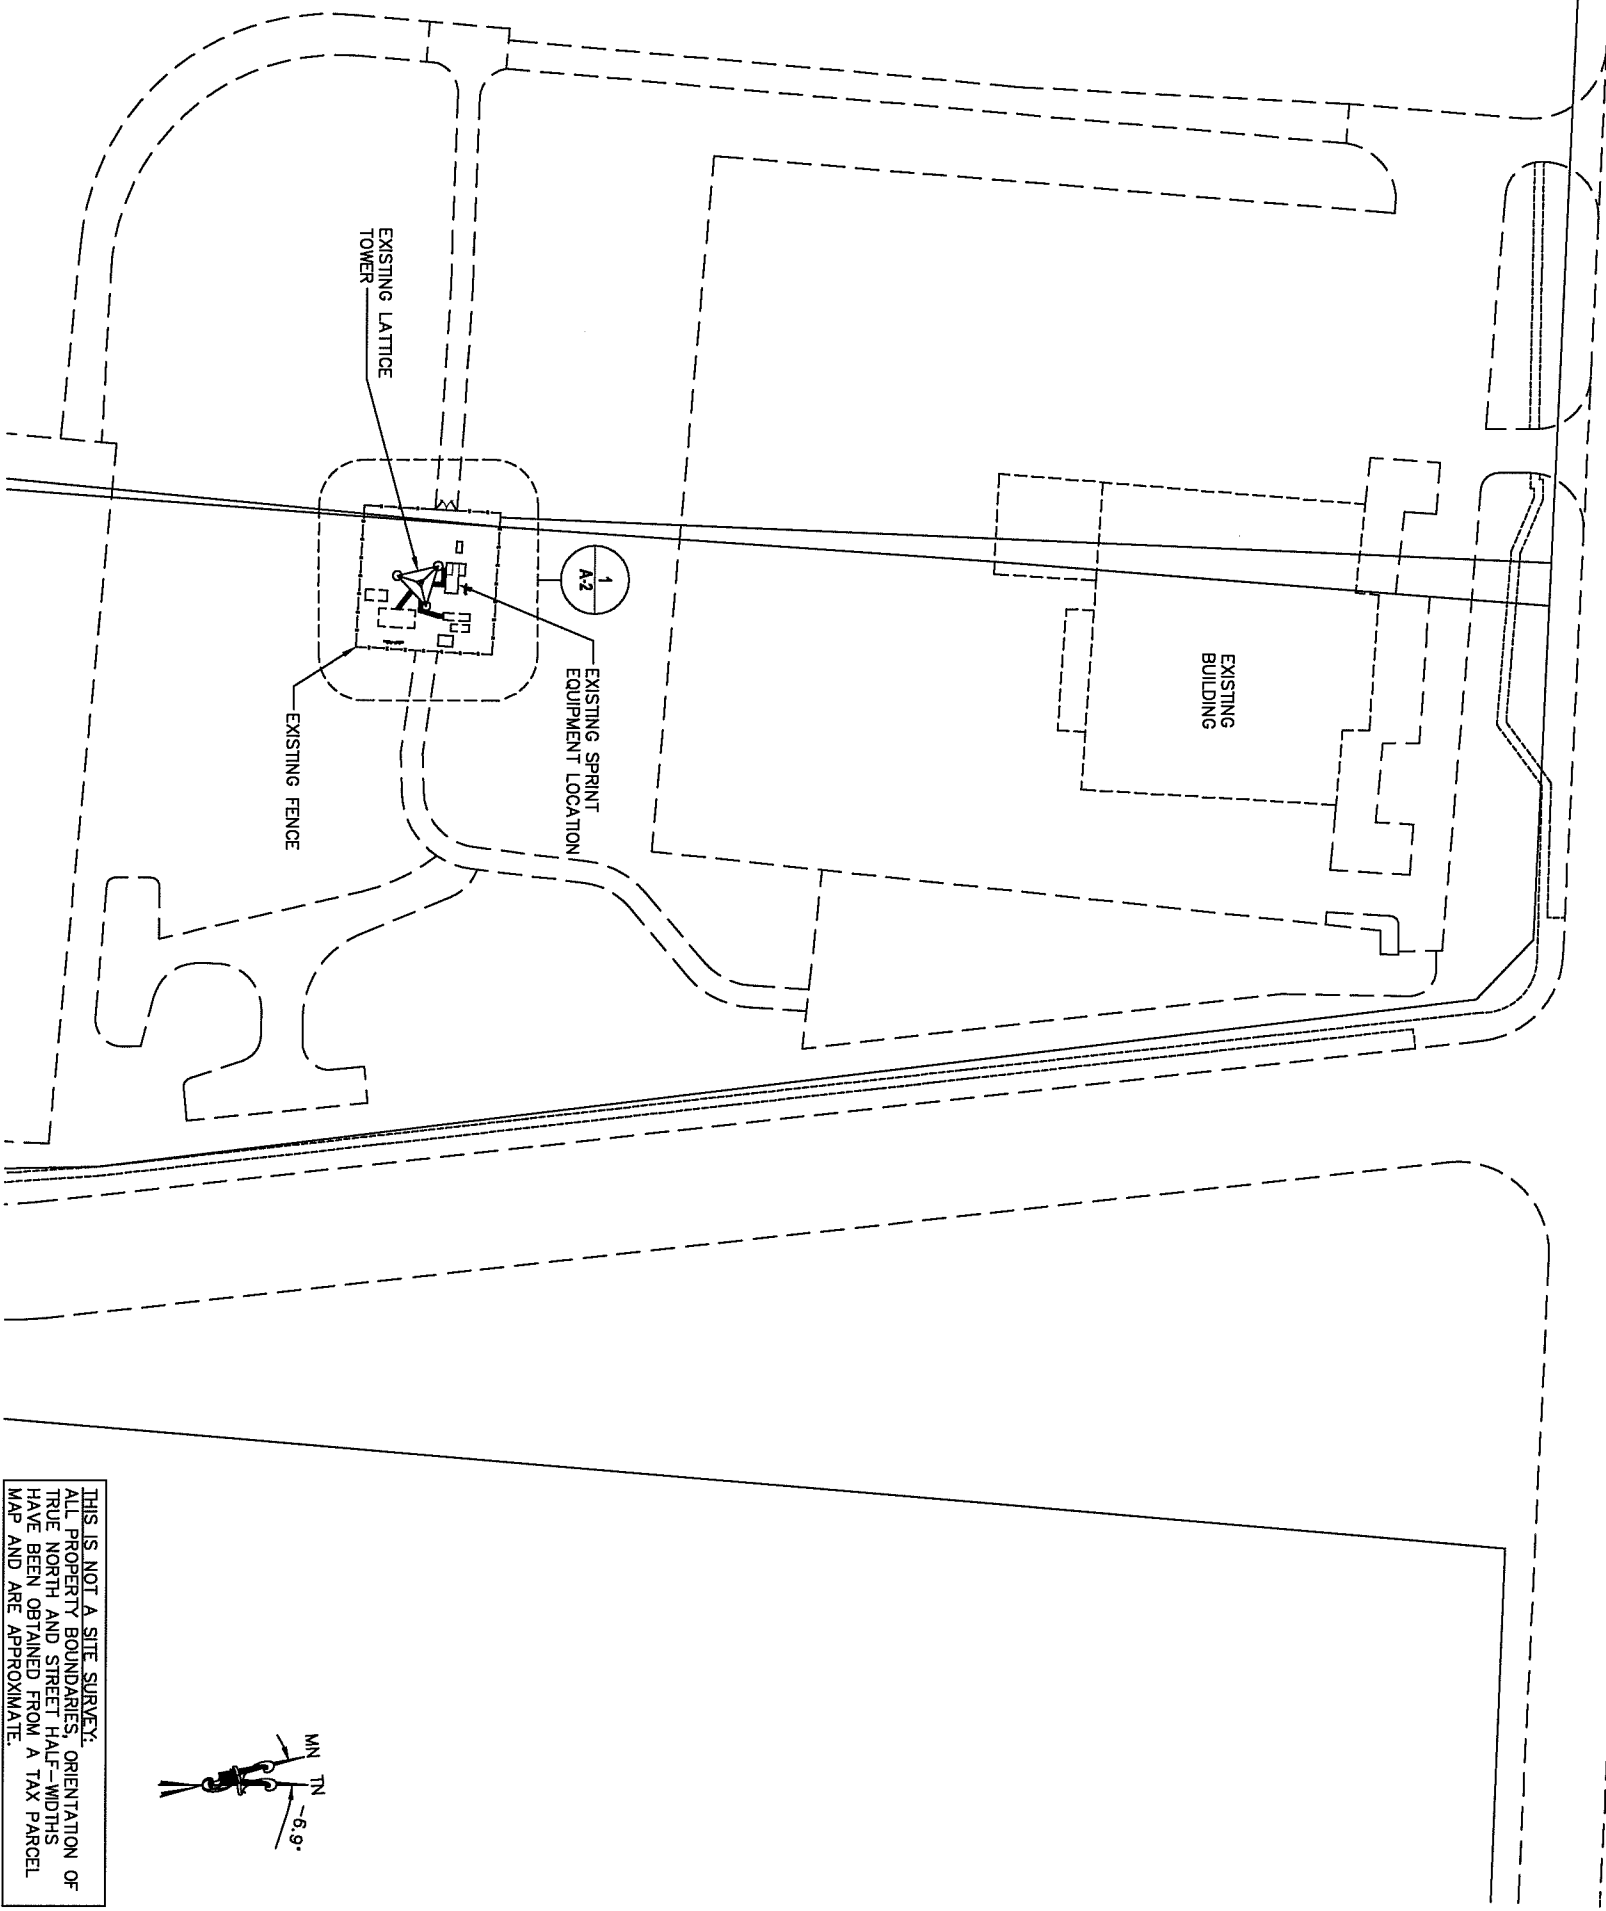 EXISTING LATTICE
TOWER
1
A-2
EXISTING SPRINT
EQUIPMENT LOCATION
EXISTING FENCE
EXISTING
BUILDING
MN
TN
-6.9°
THIS IS NOT A SITE SURVEY:
ALL PROPERTY BOUNDARIES, ORIENTATION OF
TRUE NORTH AND STREET HALF-WIDTHS
HAVE BEEN OBTAINED FROM A TAX PARCEL
MAP AND ARE APPROXIMATE.